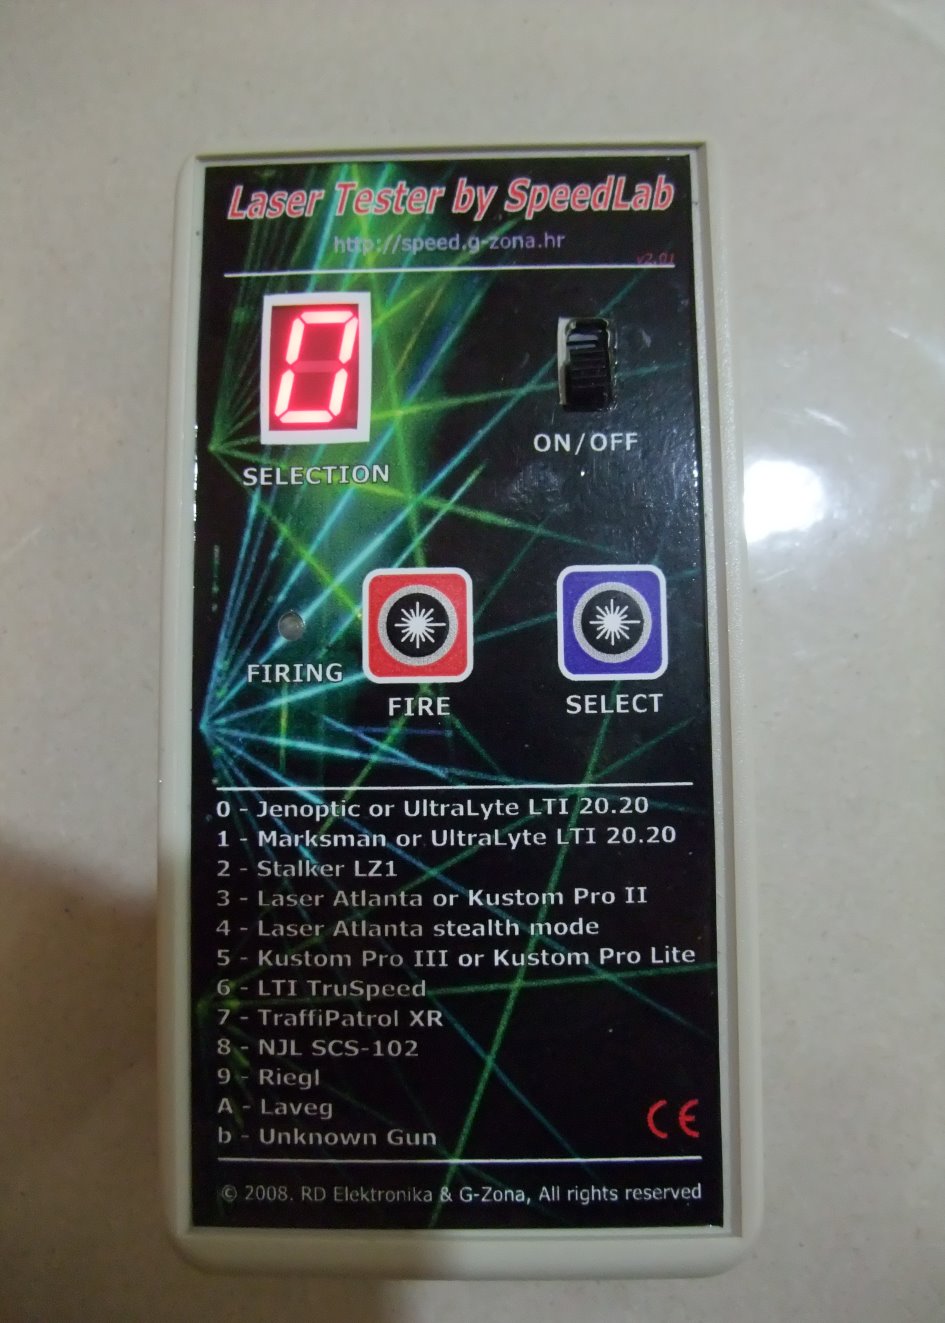 Laser Tester by SpeedLab
http://speed.g-zona.hr
v2.01
0
SELECTION
ON/OFF
FIRING
FIRE
SELECT
0 - Jenoptic or UltraLyte LTI 20.20
1 - Marksman or UltraLyte LTI 20.20
2 - Stalker LZ1
3 - Laser Atlanta or Kustom Pro II
4 - Laser Atlanta stealth mode
5 - Kustom Pro III or Kustom Pro Lite
6 - LTI TruSpeed
7 - TraffiPatrol XR
8 - NJL SCS-102
9 - Riegl
A - Laveg
b - Unknown Gun
CE
© 2008. RD Elektronika & G-Zona, All rights reserved